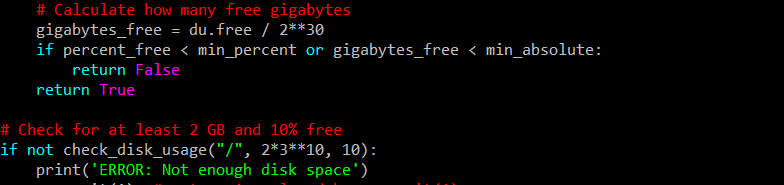 # Calculate how many free gigabytes
gigabytes_free = du.free / 2**30
if percent_free < min_percent or gigabytes_free < min_absolute:
return False
return True
# Check for at least 2 GB and 10% free
if not check_disk_usage("/", 2*3**10, 10):
print('ERROR: Not enough disk space')